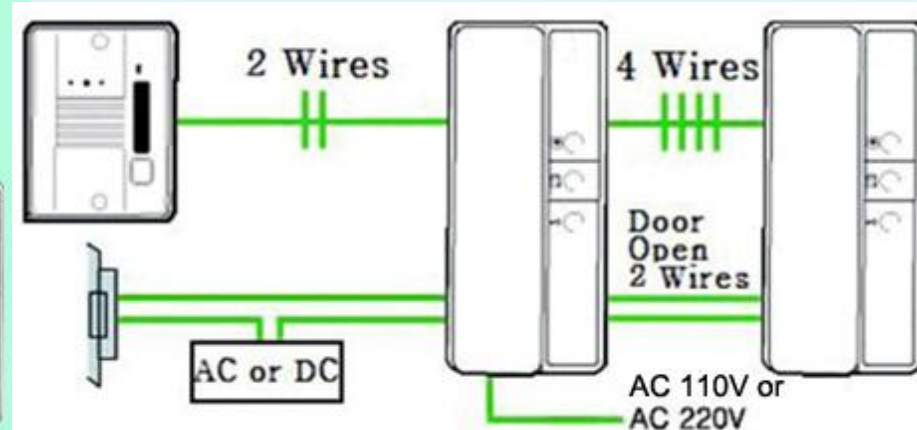 2 Wires
4 Wires
Door
Open
2 Wires
AC or DC
AC 110V or
AC 220V